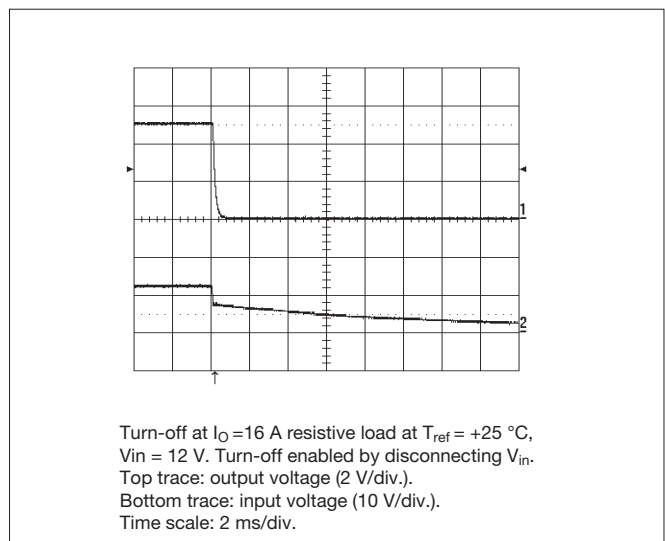 1
2
Turn-off at IO =16 A resistive load at Tref = +25 °C,
Vin = 12 V. Turn-off enabled by disconnecting Vin.
Top trace: output voltage (2 V/div.).
Bottom trace: input voltage (10 V/div.).
Time scale: 2 ms/div.